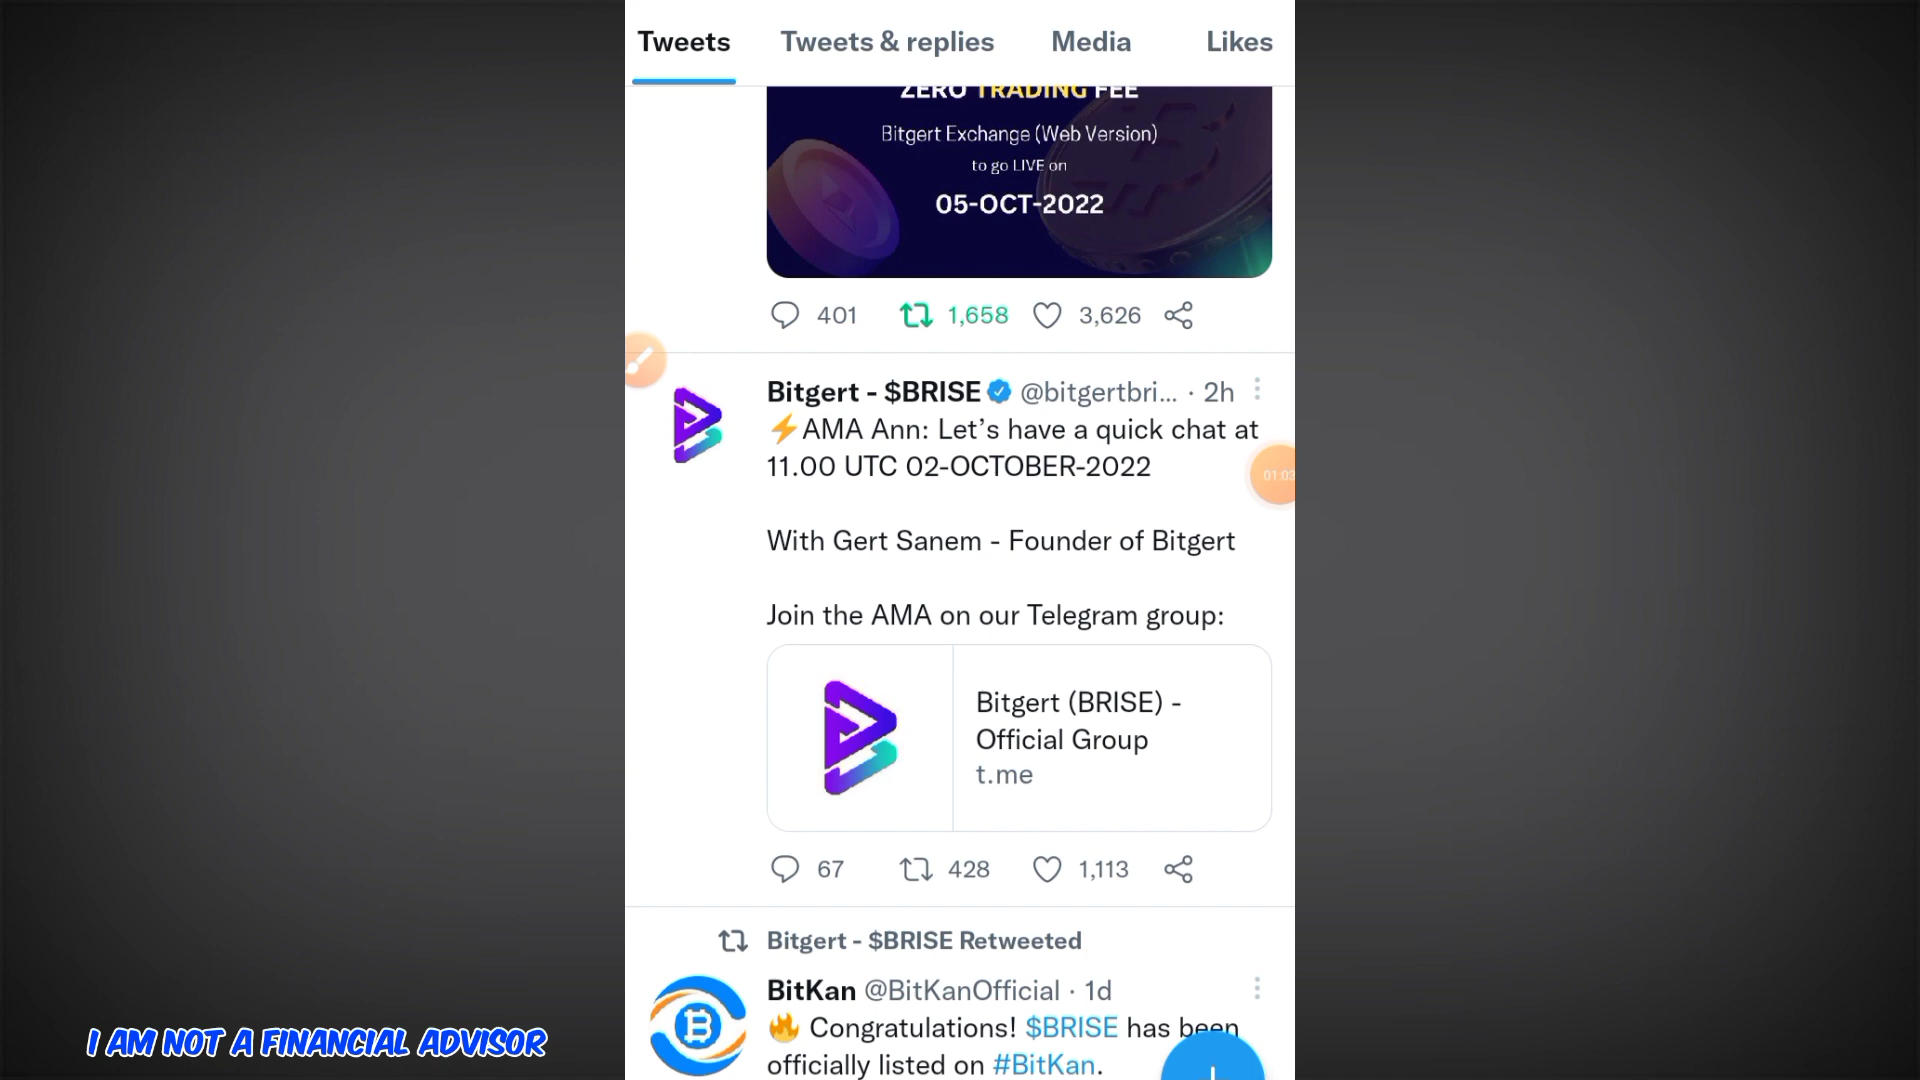 Tweets Tweets & replies Media Likes
ZERO TRADING FEE
Bitgert Exchange (Web Version)
to go LIVE on
05-OCT-2022
401 1,658 3,626
Bitgert - $BRISE @bitgertbri... · 2h
⚡AMA Ann: Let’s have a quick chat at
11.00 UTC 02-OCTOBER-2022
01:03
With Gert Sanem - Founder of Bitgert
Join the AMA on our Telegram group:
Bitgert (BRISE) -
Official Group
t.me
67 428 1,113
Bitgert - $BRISE Retweeted
BitKan @BitKanOfficial · 1d
🔥 Congratulations! $BRISE has been
officially listed on #BitKan.
I AM NOT A FINANCIAL ADVISOR